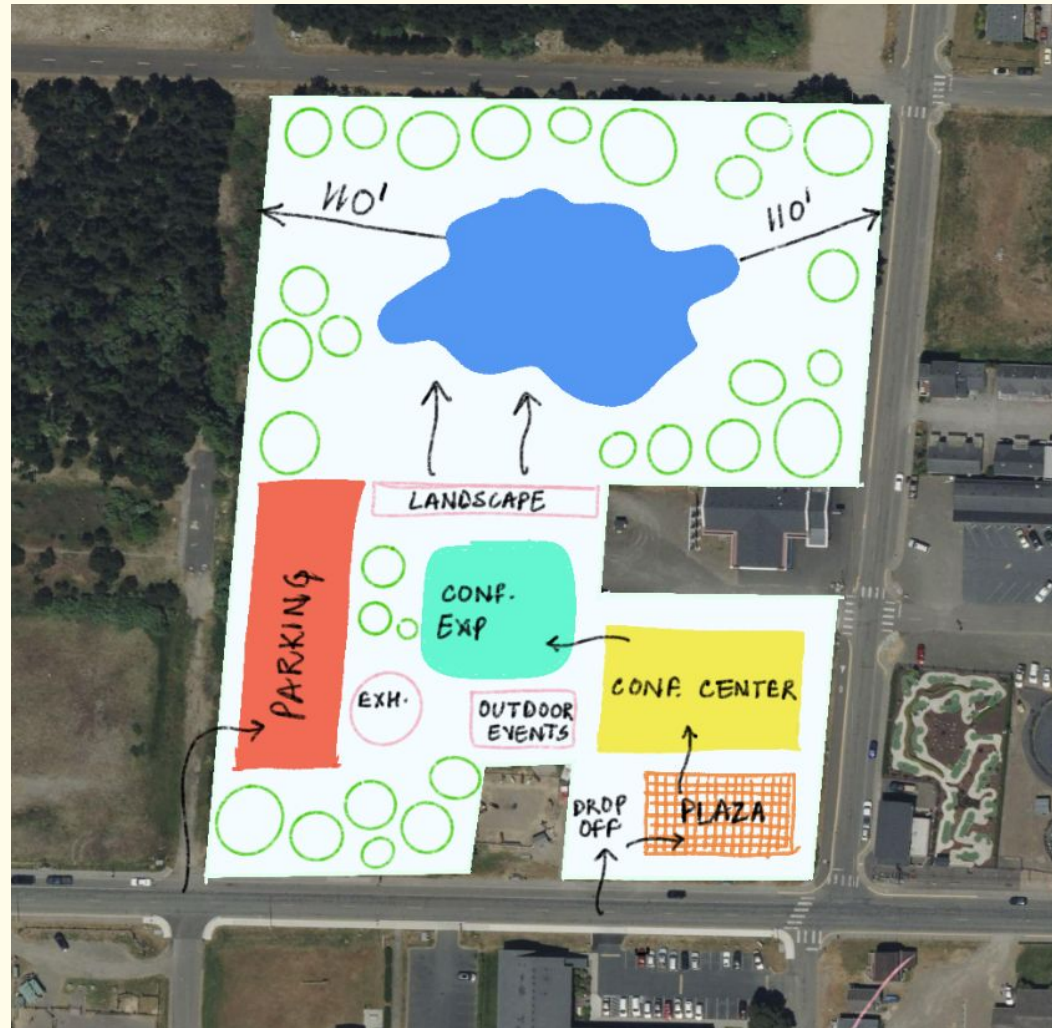 110'
110'
LANDSCAPE
CONF.
EXP
PARKING
EXH.
OUTDOOR
EVENTS
CONF. CENTER
DROP
OFF
PLAZA